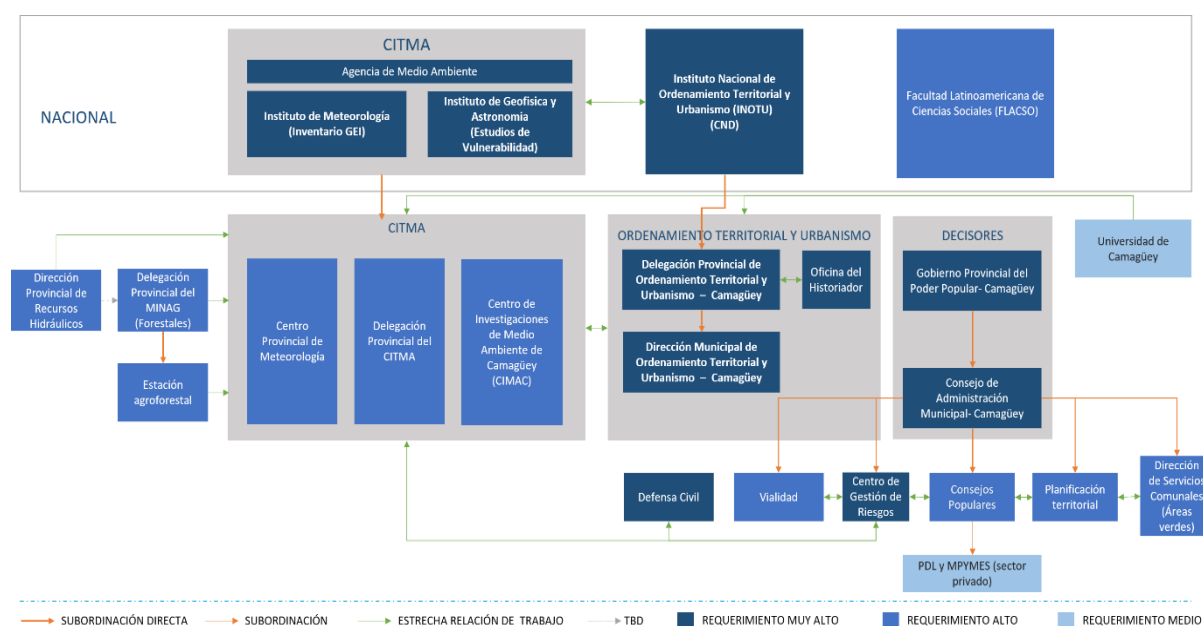 CITMA
Agencia de Medio Ambiente
NACIONAL
Instituto de Meteorología
(Inventario GEI)
Instituto de Geofisica y
Astronomia
(Estudios de
Vulnerabilidad)
Instituto Nacional de
Ordenamiento Territorial y
Urbanismo (INOTU)
(CND)
Facultad Latinoamericana de
Ciencias Sociales (FLACSO)
CITMA
ORDENAMIENTO TERRITORIAL Y URBANISMO
DECISORES
Universidad de
Camagüey
Dirección
Provincial de
Recursos
Hidráulicos
Delegación
Provincial del
MINAG
(Forestales)
Estación
agroforestal
Centro
Provincial de
Meteorología
Delegación
Provincial del
CITMA
Centro de
Investigaciones
de Medio
Ambiente de
Camagüey
(CIMAC)
Delegación Provincial de
Ordenamiento Territorial y
Urbanismo – Camagüey
Oficina del
Historiador
Dirección Municipal de
Ordenamiento Territorial y
Urbanismo – Camagüey
Gobierno Provincial del
Poder Popular- Camagüey
Consejo de
Administración
Municipal- Camagüey
Defensa Civil
Vialidad
Centro de
Gestión de
Riesgos
Consejos
Populares
Planificación
territorial
Dirección
de Servicios
Comunales
(Áreas
verdes)
PDL y MPYMES (sector
privado)
SUBORDINACIÓN DIRECTA
SUBORDINACIÓN
ESTRECHA RELACIÓN DE TRABAJO
TBD
REQUERIMIENTO MUY ALTO
REQUERIMIENTO ALTO
REQUERIMIENTO MEDIO